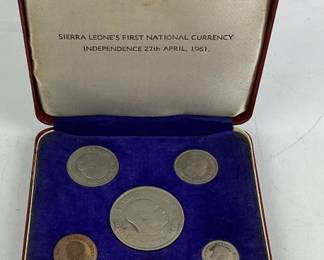 SIERRA LEONE'S FIRST NATIONAL CURRENCY
INDEPENDENCE 27th APRIL, 1961.